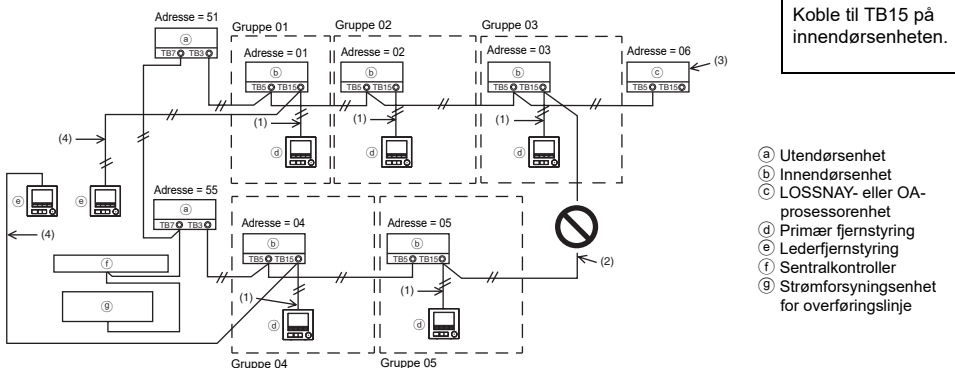 Adresse = 51
ⓐ
TB7 TB3
Gruppe 01
Adresse = 01
ⓑ
TB5 TB15
(1)
ⓓ
Gruppe 02
Adresse = 02
ⓑ
TB5 TB15
(1)
ⓓ
Gruppe 03
Adresse = 03
ⓑ
TB5 TB15
(1)
ⓓ
Adresse = 06
ⓒ
TB5 TB15
(3)
(4)
ⓔ
ⓔ
(4)
Adresse = 55
ⓐ
TB7 TB3
ⓕ
ⓖ
Adresse = 04
ⓑ
TB5 TB15
(1)
ⓓ
Gruppe 04
Adresse = 05
ⓑ
TB5 TB15
(1)
ⓓ
Gruppe 05
(2)
Koble til TB15 på
innendørsenheten.
ⓐ Utendørsenhet
ⓑ Innendørsenhet
ⓒ LOSSNAY- eller OA-
prosessorenhet
ⓓ Primær fjernstyring
ⓔ Lederfjernstyring
ⓕ Sentralkontroller
ⓖ Strømforsyningsenhet
for overføringslinje